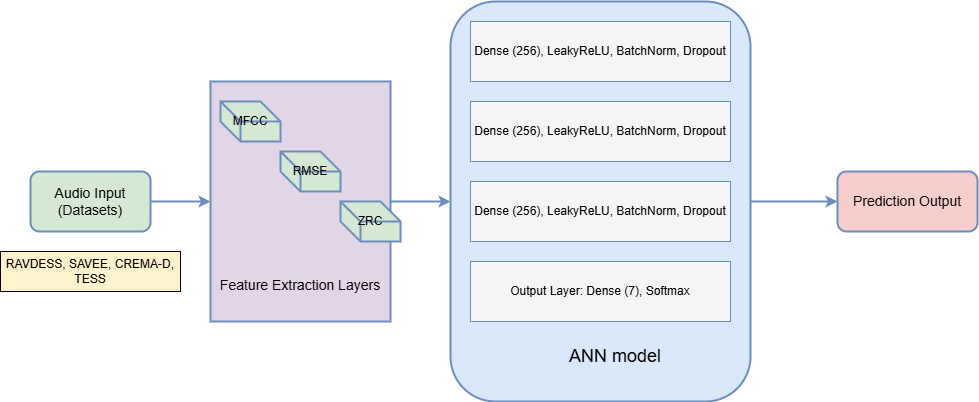 Audio Input
(Datasets)
RAVDESS, SAVEE, CREMA-D,
TESS
MFCC
RMSE
ZRC
Feature Extraction Layers
Dense (256), LeakyReLU, BatchNorm, Dropout
Dense (256), LeakyReLU, BatchNorm, Dropout
Dense (256), LeakyReLU, BatchNorm, Dropout
Output Layer: Dense (7), Softmax
ANN model
Prediction Output